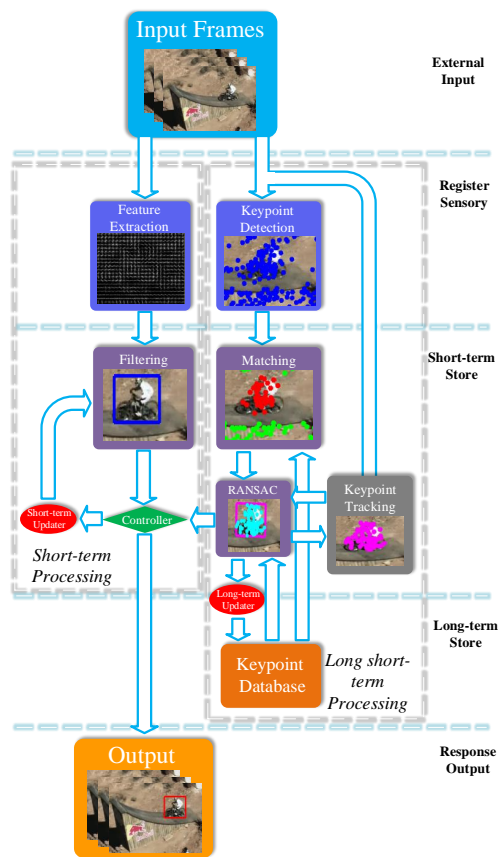 Input Frames
External
Input
Register
Sensory
Feature
Extraction
Keypoint
Detection
Short-term
Store
Filtering
Matching
RANSAC
Keypoint
Tracking
Short-term
Updater
Controller
Short-term
Processing
Long-term
Updater
Long-term
Store
Keypoint
Database
Long short-
term
Processing
Output
Response
Output